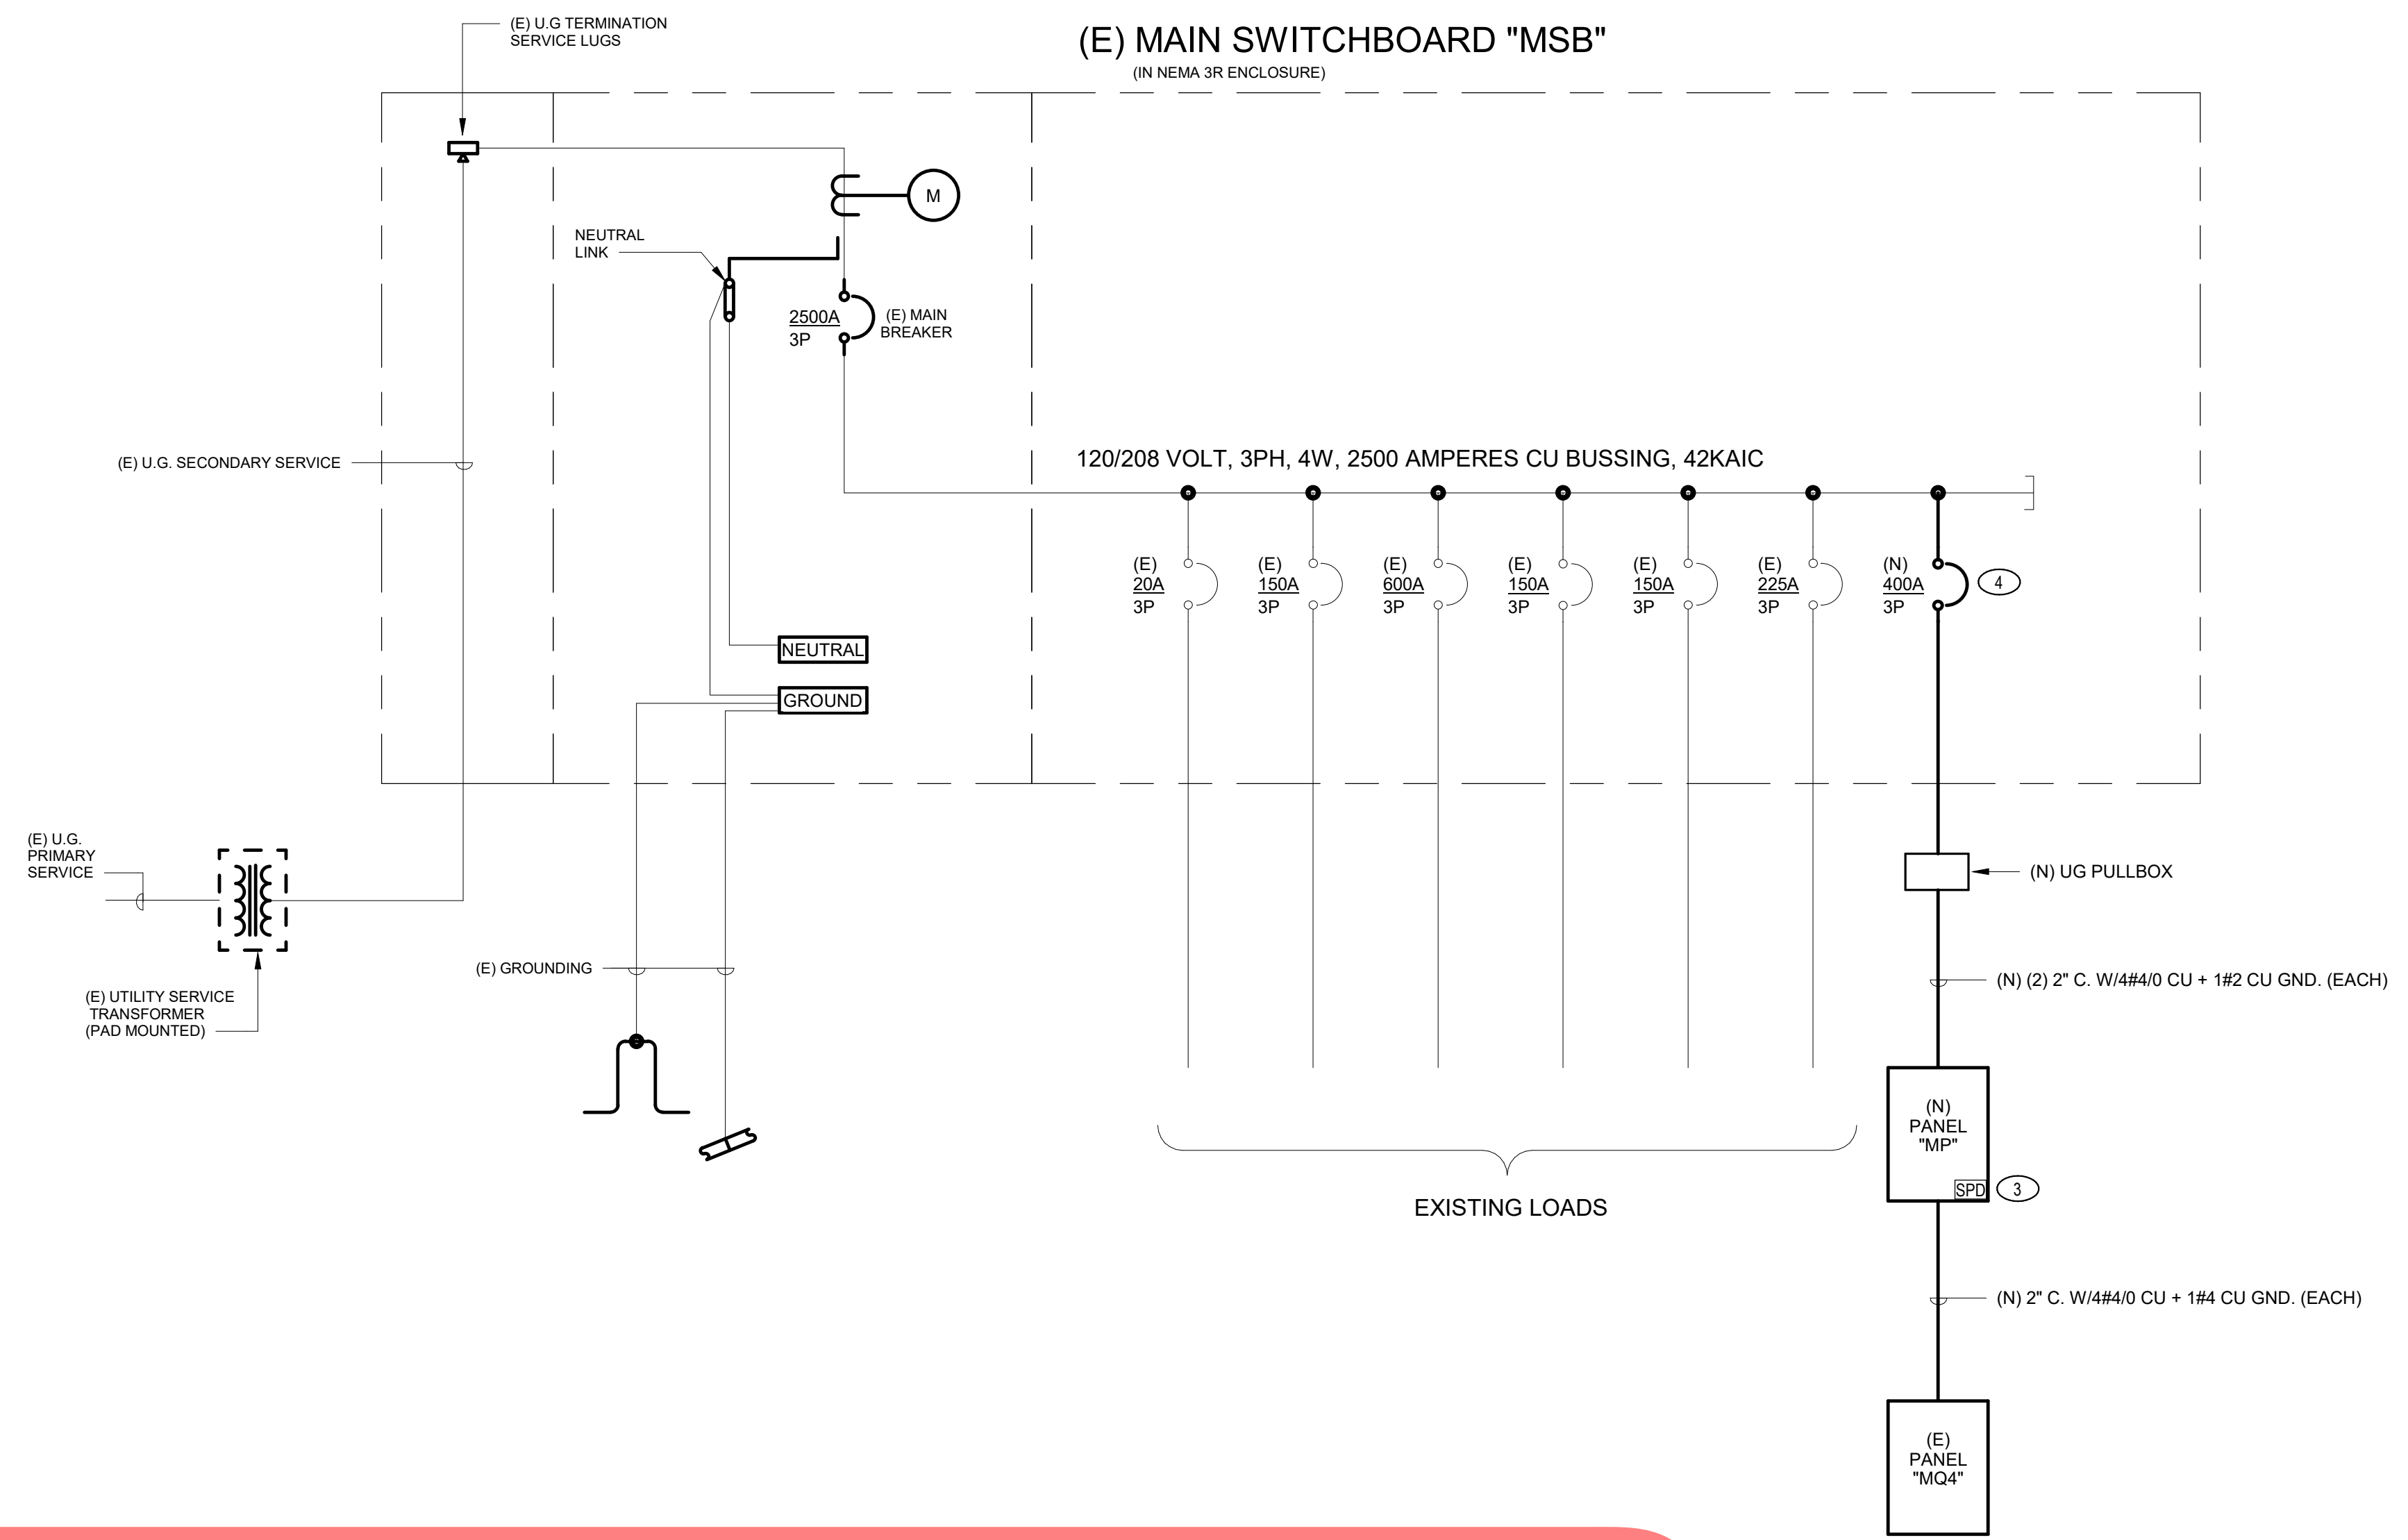 (E) U.G TERMINATION
SERVICE LUGS
(E) MAIN SWITCHBOARD "MSB"
(IN NEMA 3R ENCLOSURE)
M
NEUTRAL
LINK
2500A
3P
(E) MAIN
BREAKER
(E) U.G. SECONDARY SERVICE
120/208 VOLT, 3PH, 4W, 2500 AMPERES CU BUSSING, 42KAIC
(E)
20A
3P
(E)
150A
3P
(E)
600A
3P
(E)
150A
3P
(E)
150A
3P
(E)
225A
3P
(N)
400A
3P
4
NEUTRAL
GROUND
(E) U.G.
PRIMARY
SERVICE
(N) UG PULLBOX
(E) GROUNDING
(N) (2) 2" C. W/4#4/0 CU + 1#2 CU GND. (EACH)
(E) UTILITY SERVICE
TRANSFORMER
(PAD MOUNTED)
(N)
PANEL
"MP"
SPD
3
EXISTING LOADS
(N) 2" C. W/4#4/0 CU + 1#4 CU GND. (EACH)
(E)
PANEL
"MQ4"